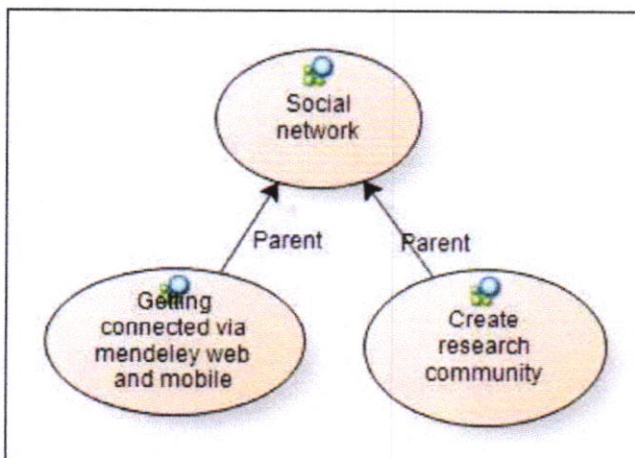 Social
network
Parent
Parent
Getting
connected via
mendeley web
and mobile
Create
research
community